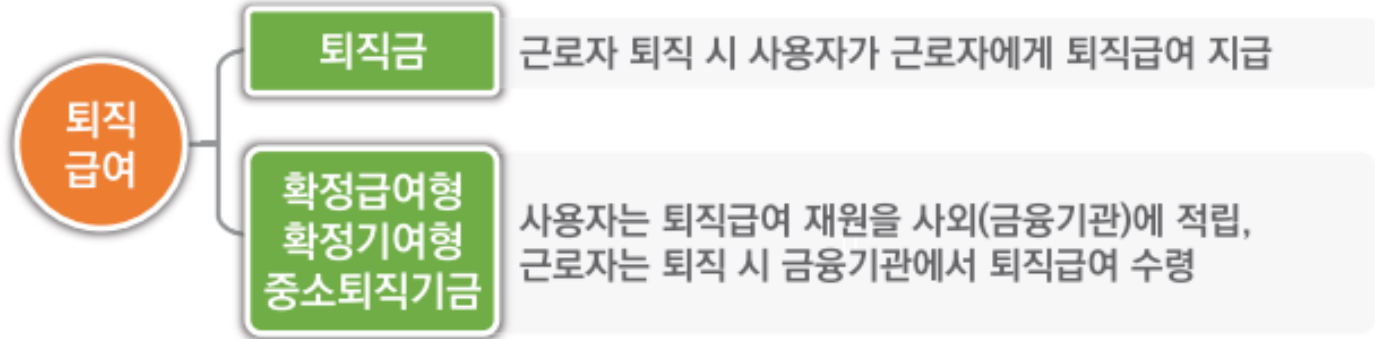 퇴직
급여
퇴직금
근로자 퇴직 시 사용자가 근로자에게 퇴직급여 지급
확정급여형
확정기여형
중소퇴직기금
사용자는 퇴직급여 재원을 사외(금융기관)에 적립,
근로자는 퇴직 시 금융기관에서 퇴직급여 수령